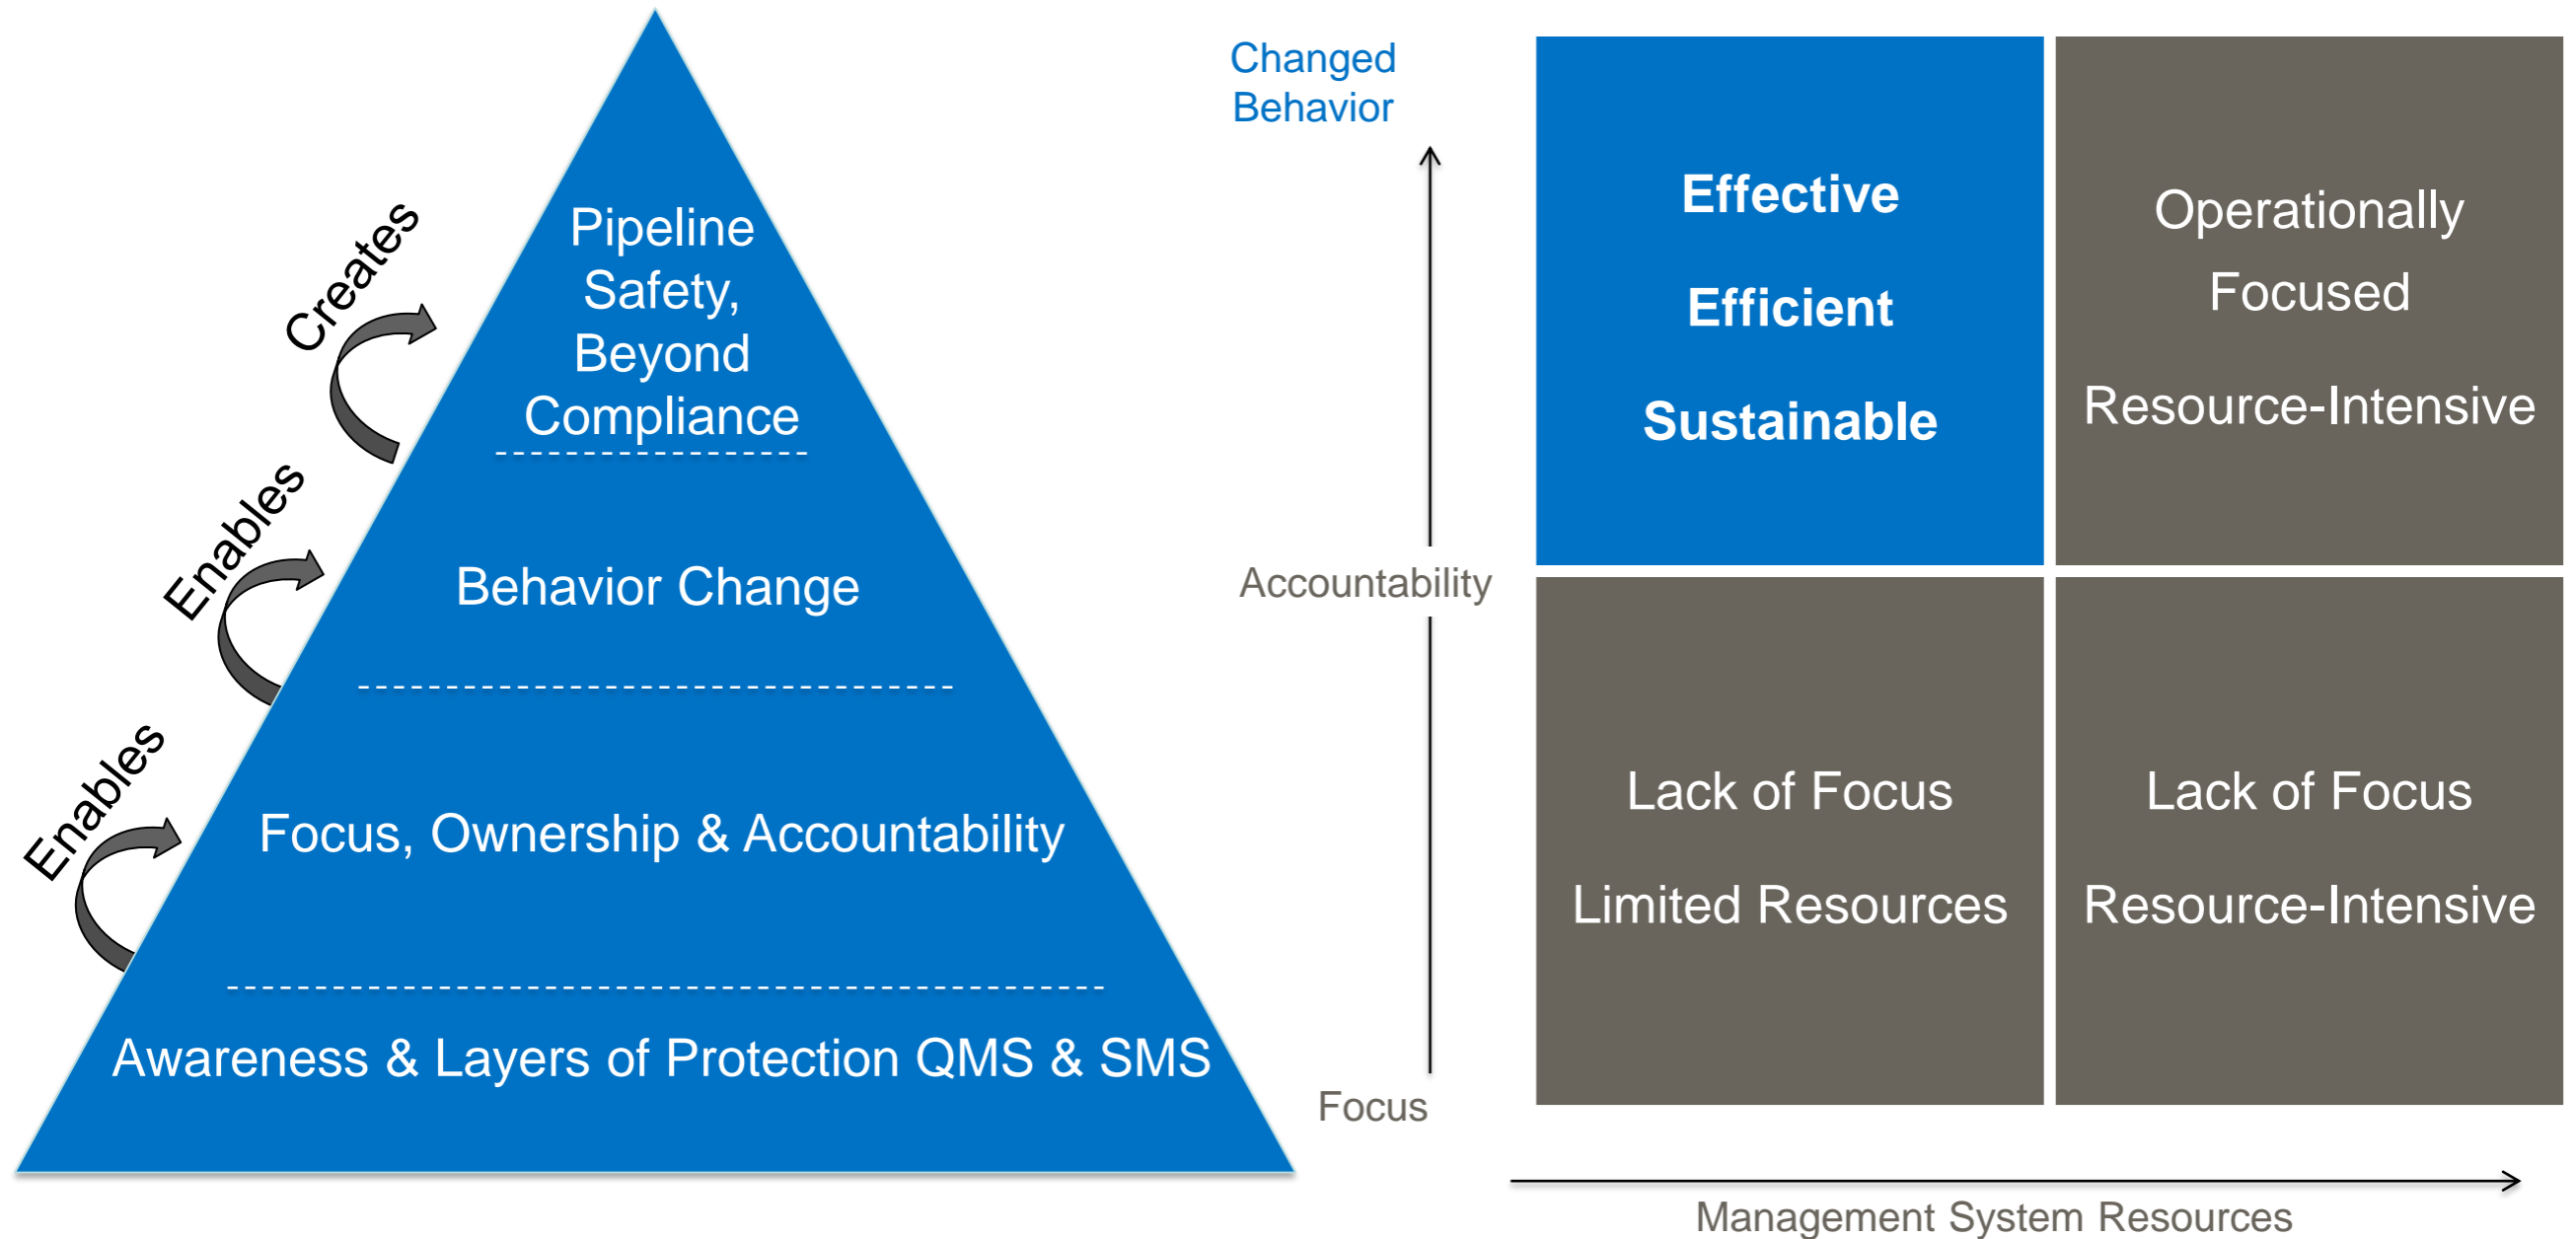 Creates
Enables
Enables
Pipeline
Safety,
Beyond
Compliance
Behavior Change
Focus, Ownership & Accountability
Awareness & Layers of Protection QMS & SMS
Changed
Behavior
Accountability
Focus
Effective
Efficient
Sustainable
Operationally
Focused
Resource-Intensive
Lack of Focus
Limited Resources
Lack of Focus
Resource-Intensive
Management System Resources